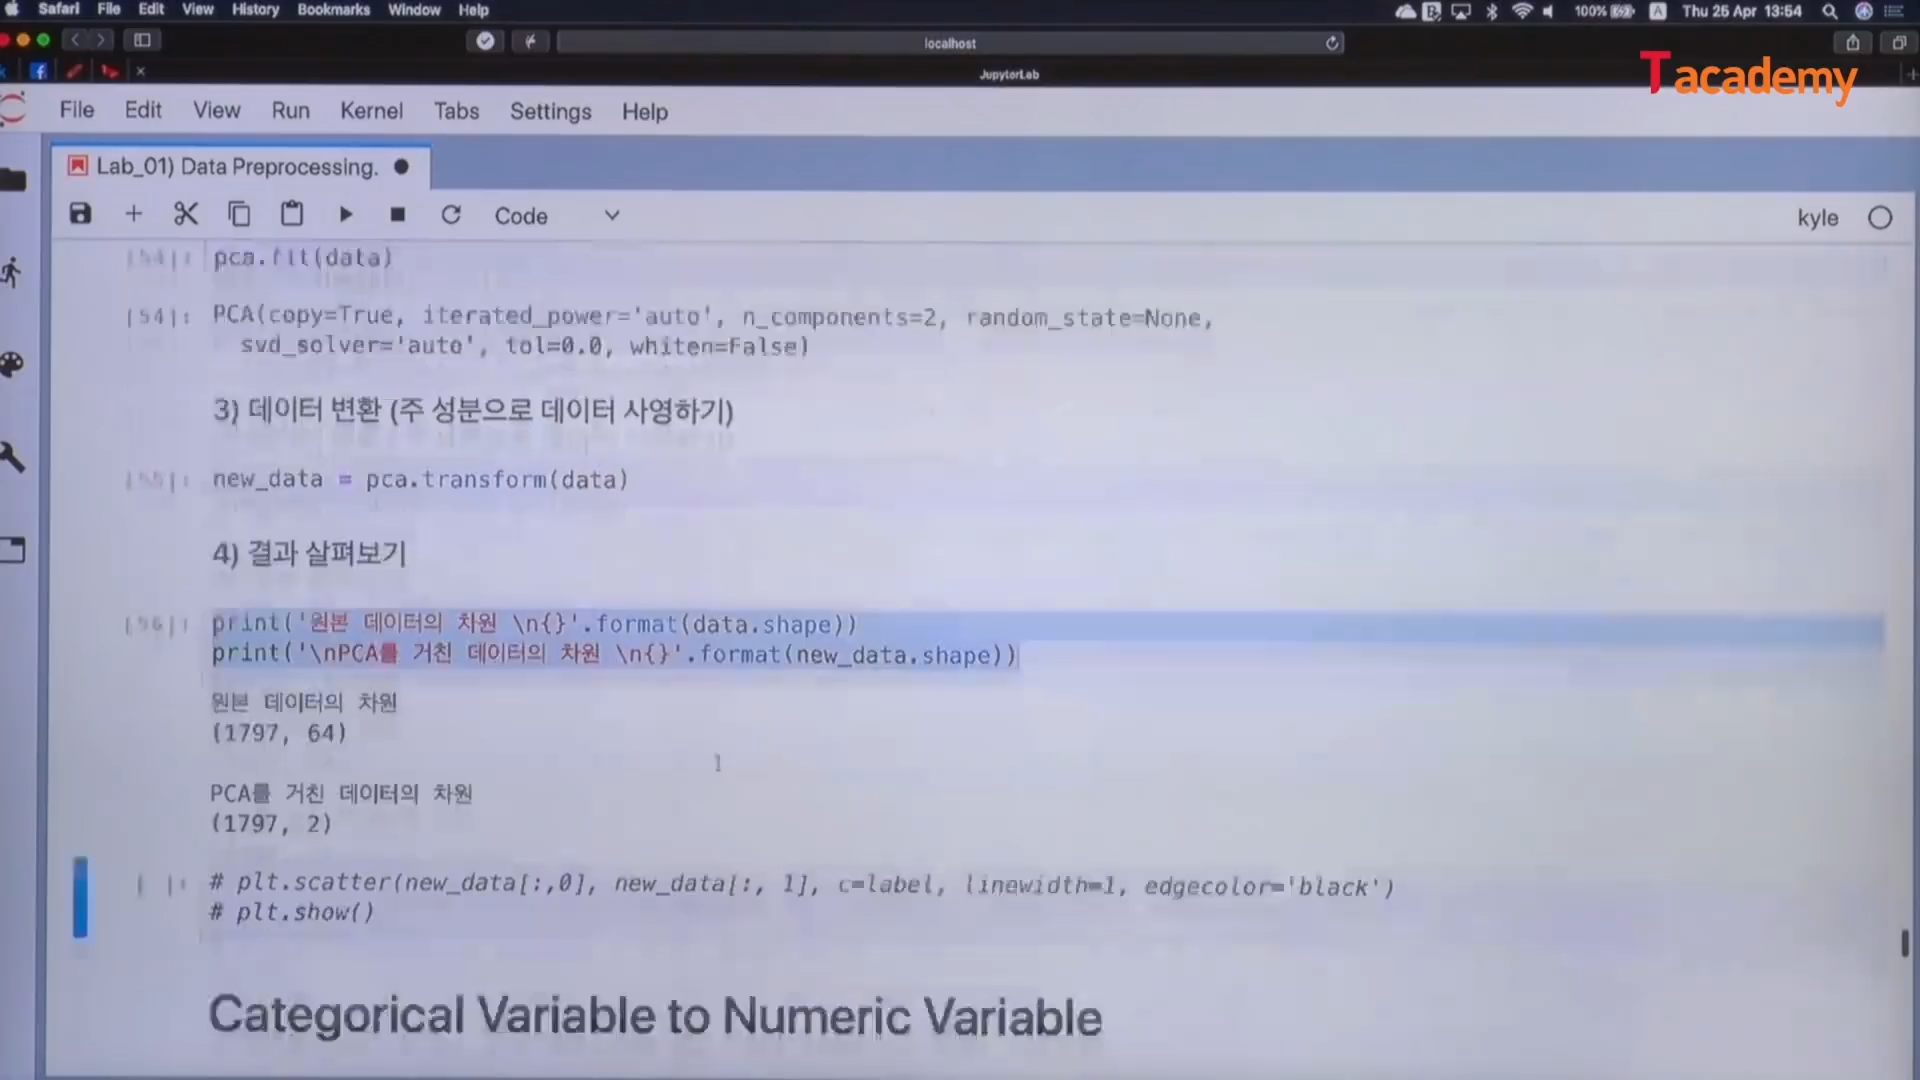 Safari File Edit View History Bookmarks Window Help 100% A Thu 25 Apr 13:54
localhost
JupyterLab
Tacademy
File Edit View Run Kernel Tabs Settings Help
Lab_01) Data Preprocessing.
Code kyle
[54]: pca.fit(data)
[54]: PCA(copy=True, iterated_power='auto', n_components=2, random_state=None,
svd_solver='auto', tol=0.0, whiten=False)
3) 데이터 변환 (주 성분으로 데이터 사영하기)
[55]: new_data = pca.transform(data)
4) 결과 살펴보기
[56]: print('원본 데이터의 차원 \n{}'.format(data.shape))
print('\nPCA를 거친 데이터의 차원 \n{}'.format(new_data.shape))
원본 데이터의 차원
(1797, 64)
PCA를 거친 데이터의 차원
(1797, 2)
[ ]: # plt.scatter(new_data[:,0], new_data[:, 1], c=label, linewidth=1, edgecolor='black')
# plt.show()
Categorical Variable to Numeric Variable